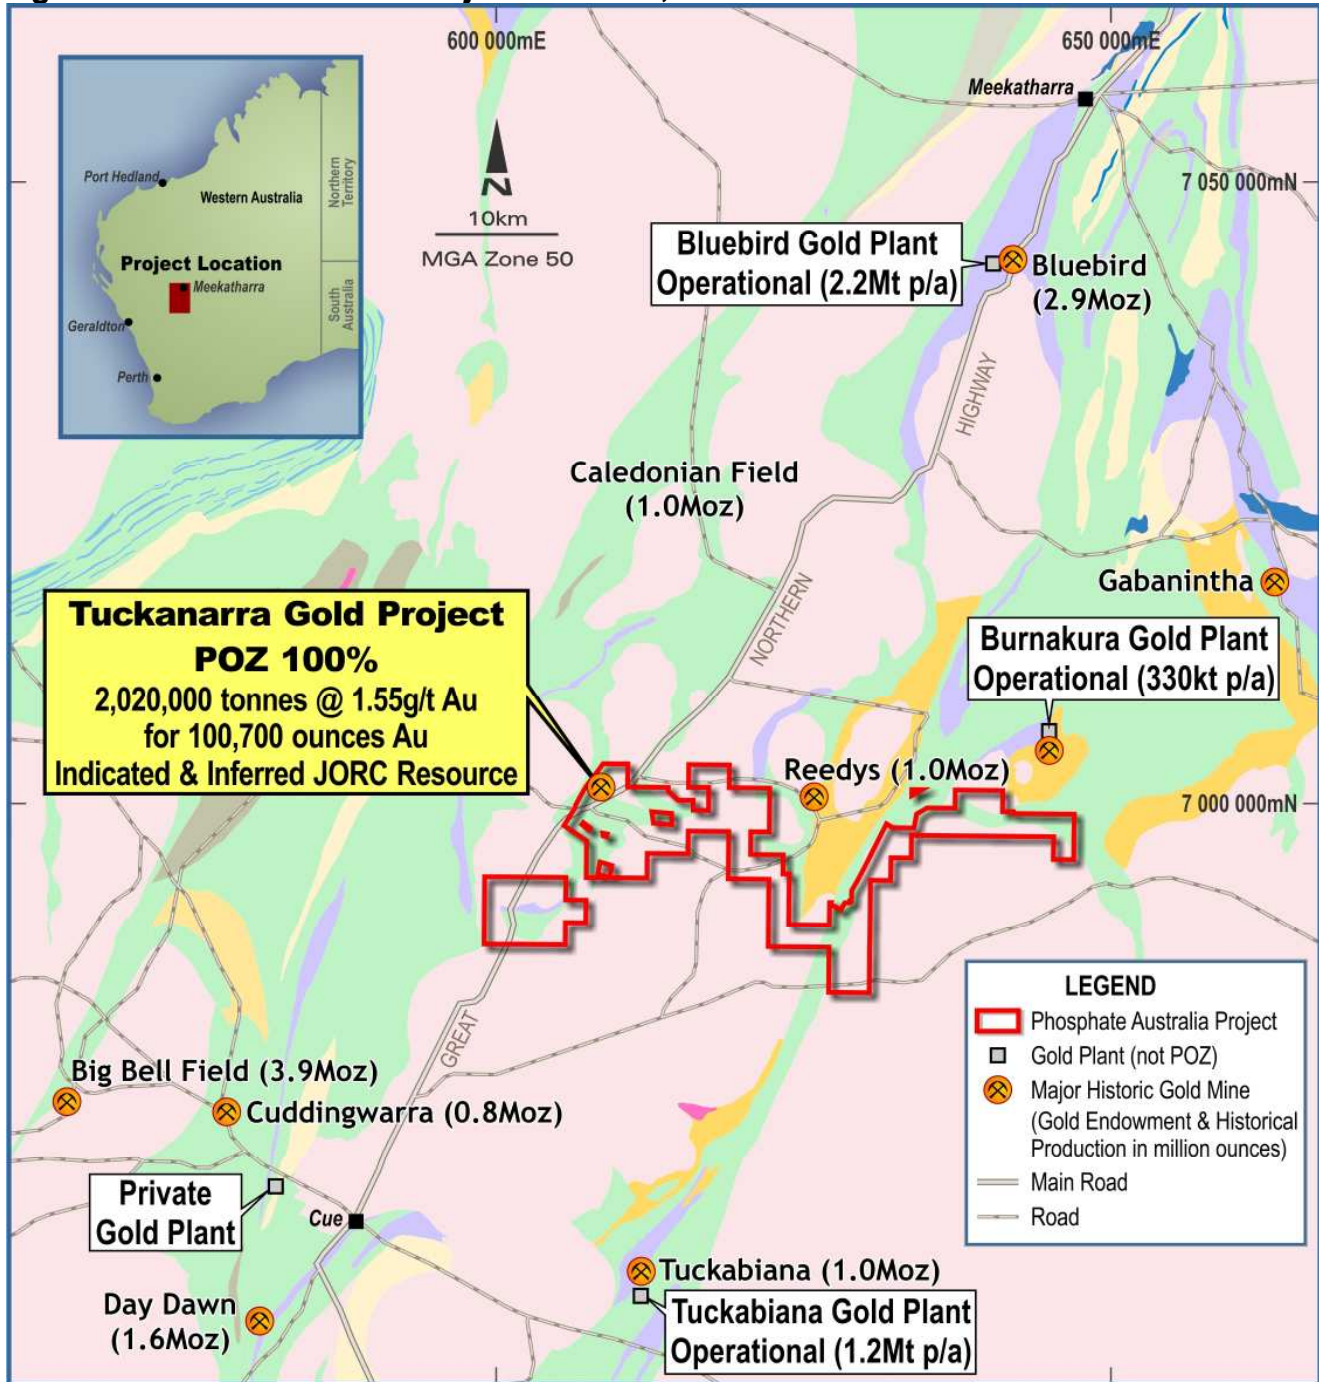 600 000mE
650 000mE
Meekatharra
Port Hedland
Western Australia
Northern
Territory
Project Location
Meekatharra
South
Australia
Geraldton
Perth
N
10km
MGA Zone 50
7 050 000mN
Bluebird Gold Plant
Operational (2.2Mt p/a)
Bluebird
(2.9Moz)
HIGHWAY
Caledonian Field
(1.0Moz)
NORTHERN
Gabanintha
Tuckanarra Gold Project
POZ 100%
2,020,000 tonnes @ 1.55g/t Au
for 100,700 ounces Au
Indicated & Inferred JORC Resource
Burnakura Gold Plant
Operational (330kt p/a)
Reedys (1.0Moz)
7 000 000mN
GREAT
Big Bell Field (3.9Moz)
Cuddingwarra (0.8Moz)
Private
Gold Plant
Cue
Day Dawn
(1.6Moz)
Tuckabiana (1.0Moz)
Tuckabiana Gold Plant
Operational (1.2Mt p/a)
LEGEND
Phosphate Australia Project
Gold Plant (not POZ)
Major Historic Gold Mine
(Gold Endowment & Historical
Production in million ounces)
Main Road
Road